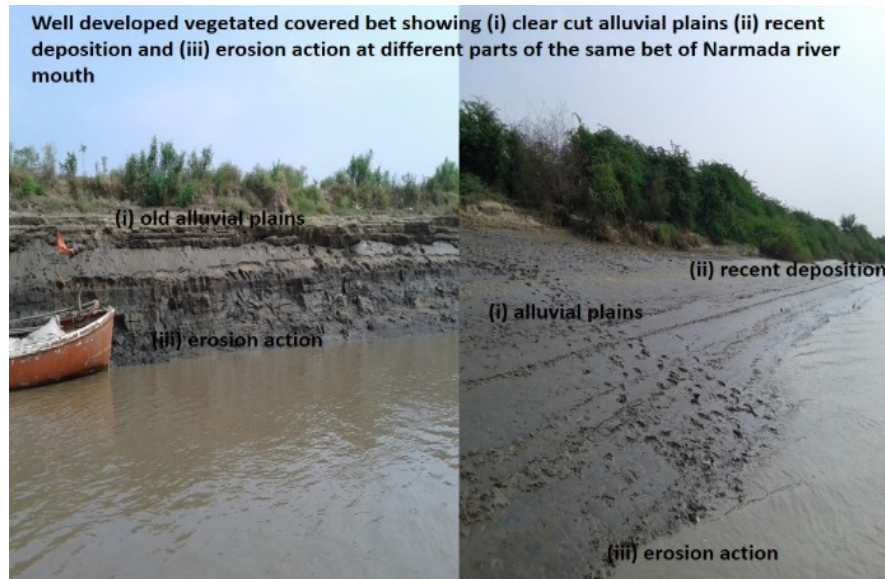 Well developed vegetated covered bet showing (i) clear cut alluvial plains (ii) recent
deposition and (iii) erosion action at different parts of the same bet of Narmada river
mouth
(i) old alluvial plains
(iii) erosion action
(ii) recent deposition
(i) alluvial plains
(iii) erosion action